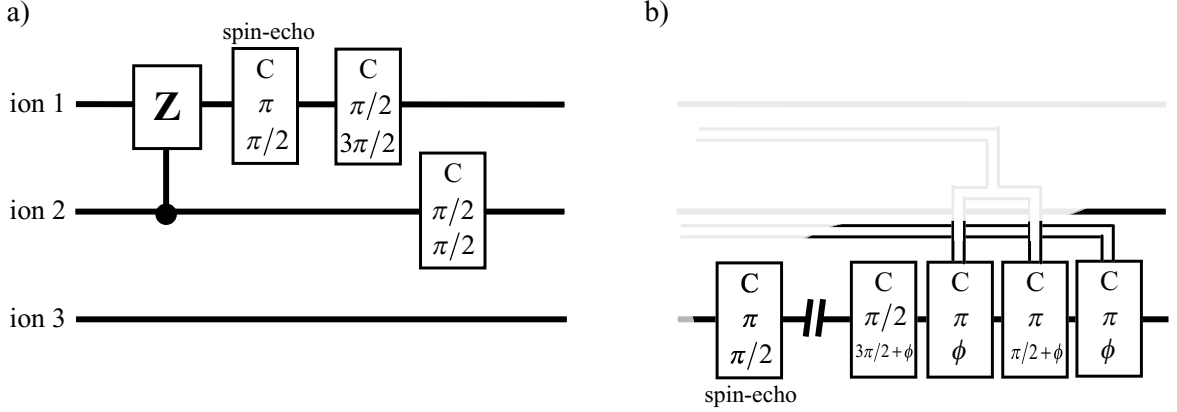 a)
spin-echo
ion 1
Z
C
π
π/2
C
π/2
3π/2
ion 2
C
π/2
π/2
ion 3
b)
C
π
π/2
spin-echo
C
π/2
3π/2+ϕ
C
π
ϕ
C
π
π/2+ϕ
C
π
ϕ